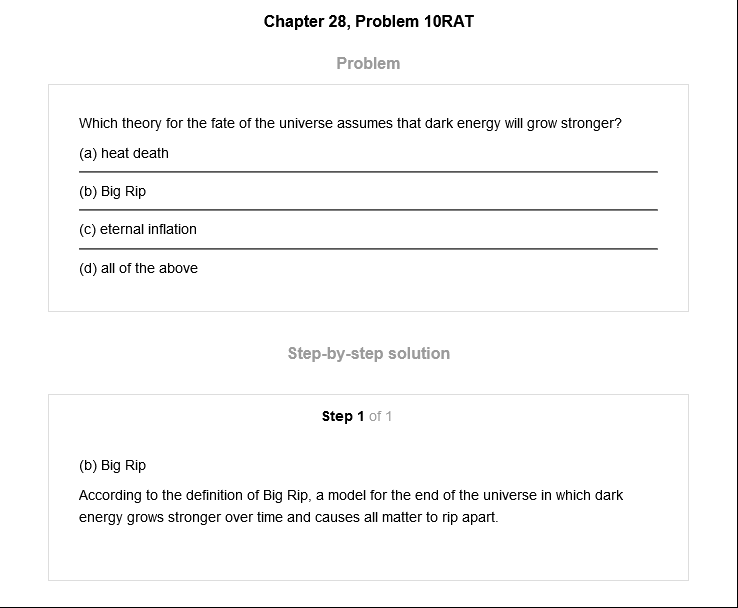 Chapter 28, Problem 10RAT
Problem
Which theory for the fate of the universe assumes that dark energy will grow stronger?
(a) heat death
(b) Big Rip
(c) eternal inflation
(d) all of the above
Step-by-step solution
Step 1 of 1
(b) Big Rip
According to the definition of Big Rip, a model for the end of the universe in which dark
energy grows stronger over time and causes all matter to rip apart.